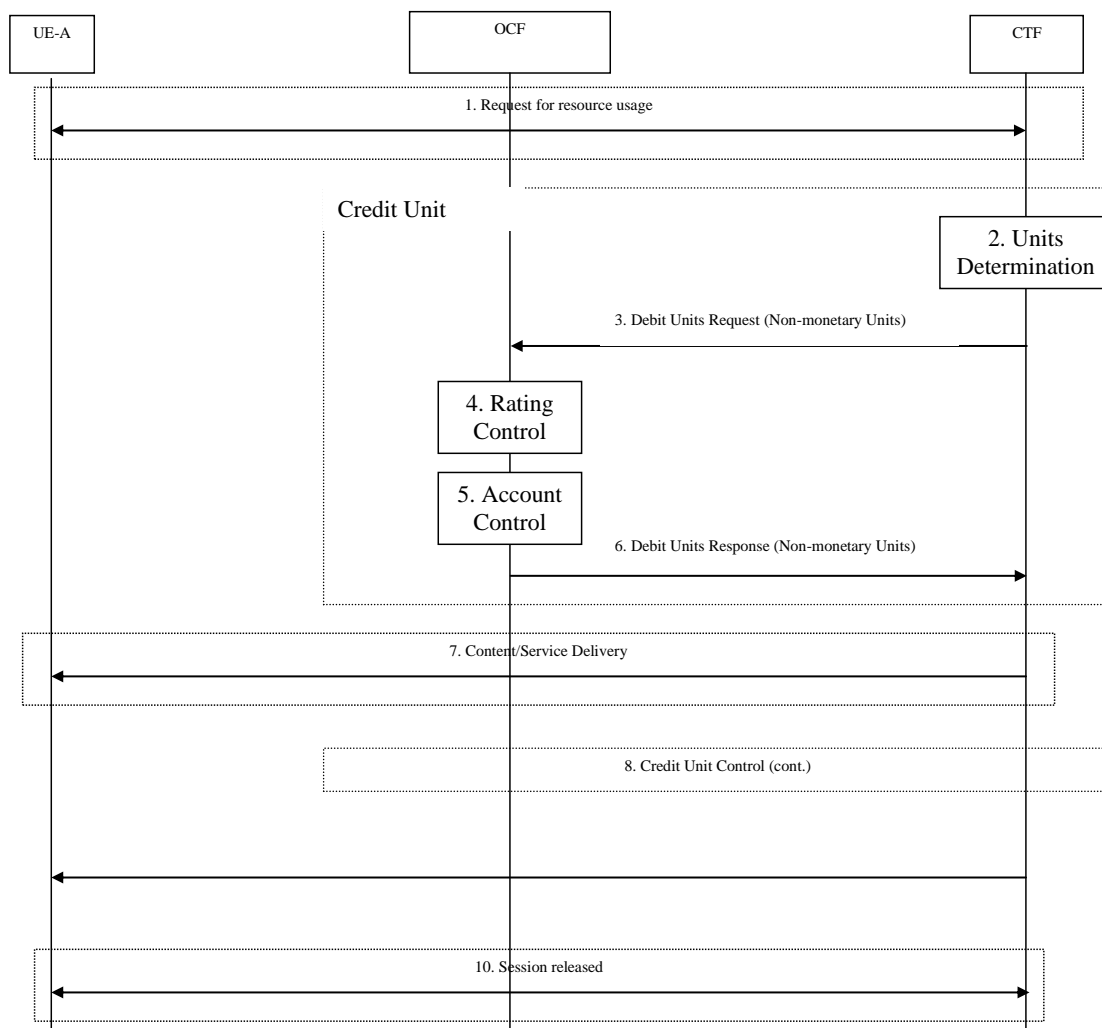 UE-A
OCF
CTF
1. Request for resource usage
Credit Unit
2. Units
Determination
3. Debit Units Request (Non-monetary Units)
4. Rating
Control
5. Account
Control
6. Debit Units Response (Non-monetary Units)
7. Content/Service Delivery
8. Credit Unit Control (cont.)
10. Session released